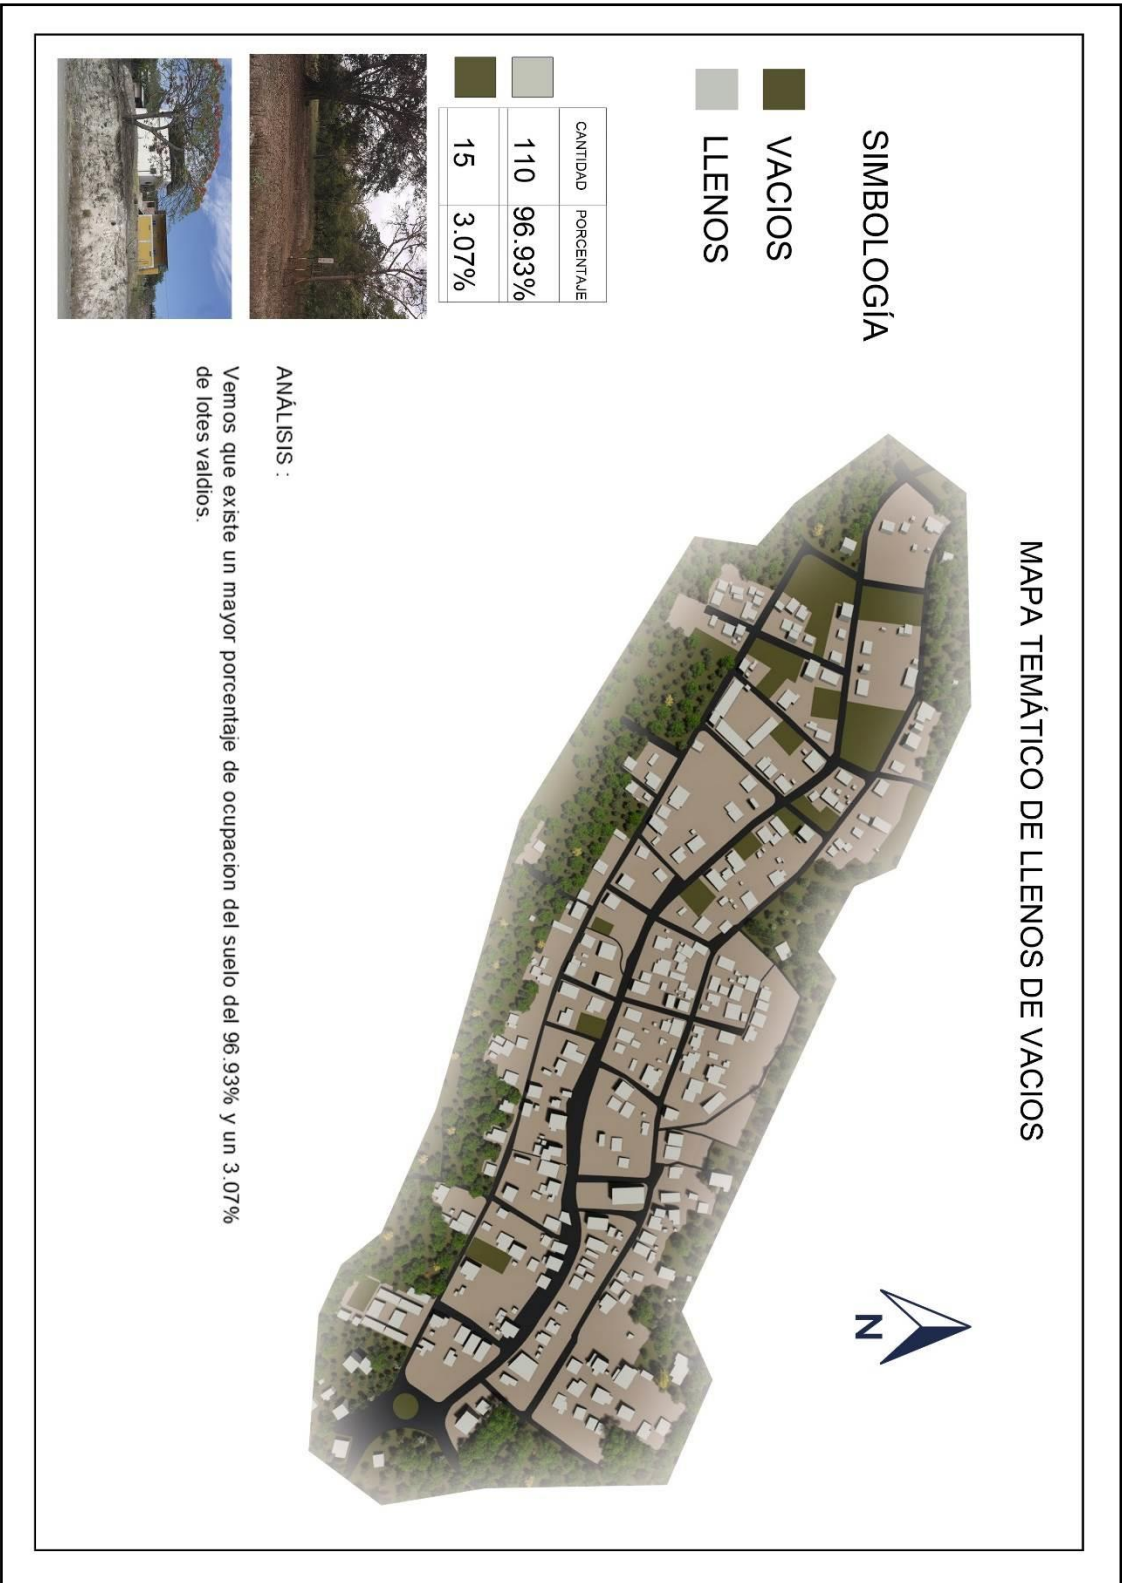 MAPA TEMÁTICO DE LLENOS DE VACIOS
SIMBOLOGÍA
VACIOS
LLENOS
CANTIDAD PORCENTAJE
110 96.93%
15 3.07%
N
ANÁLISIS :
Vemos que existe un mayor porcentaje de ocupacion del suelo del 96.93% y un 3.07%
de lotes valdios.